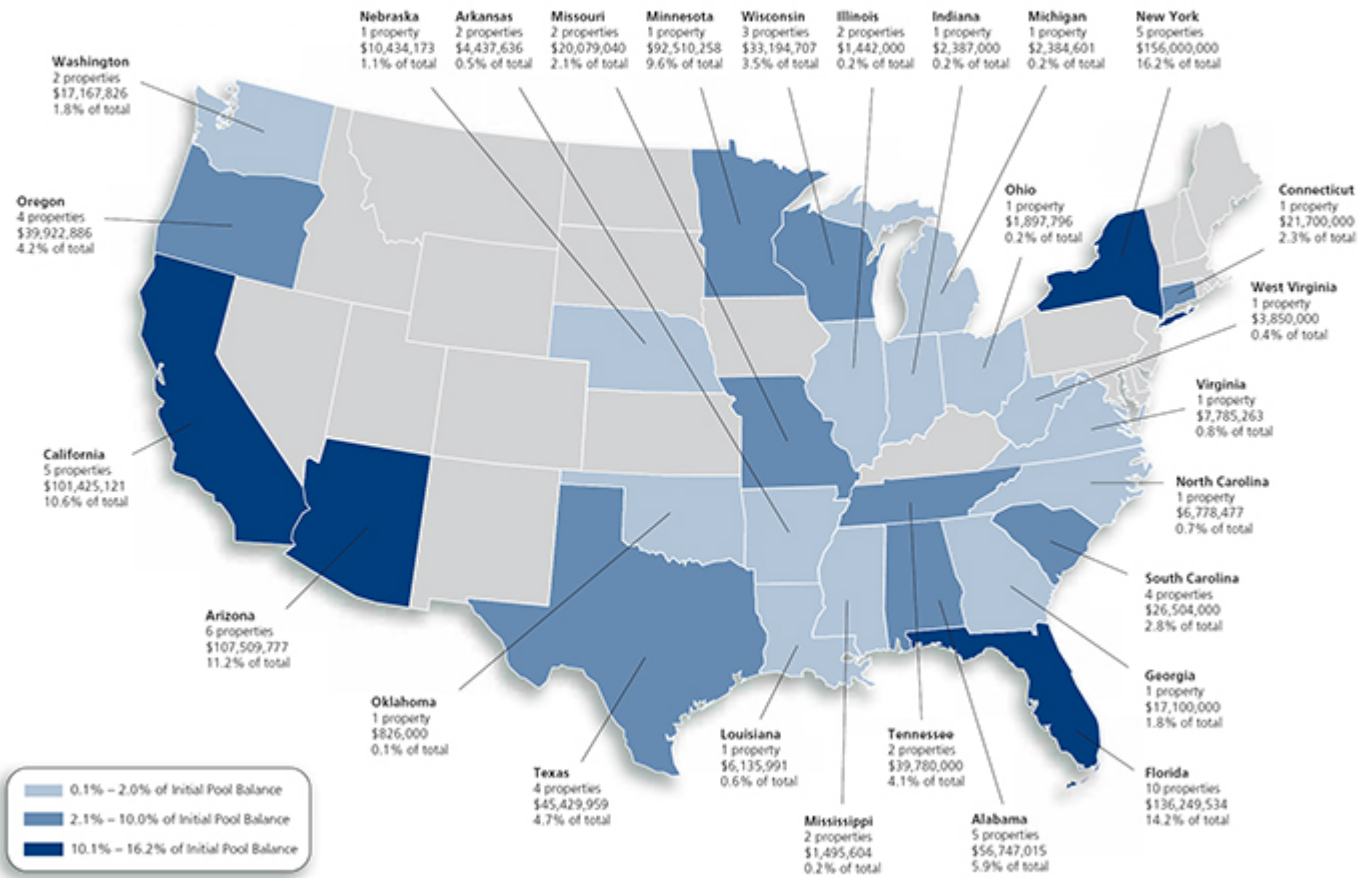 Nebraska
1 property
$10,434,173
1.1% of total
Arkansas
2 properties
$4,437,636
0.5% of total
Missouri
2 properties
$20,079,040
2.1% of total
Minnesota
1 property
$92,510,258
9.6% of total
Wisconsin
3 properties
$33,194,707
3.5% of total
Illinois
2 properties
$1,442,000
0.2% of total
Indiana
1 property
$2,387,000
0.2% of total
Michigan
1 property
$2,384,601
0.2% of total
New York
5 properties
$156,000,000
16.2% of total
Washington
2 properties
$17,167,826
1.8% of total
Oregon
4 properties
$39,922,886
4.2% of total
Ohio
1 property
$1,897,796
0.2% of total
Connecticut
1 property
$21,700,000
2.3% of total
West Virginia
1 property
$3,850,000
0.4% of total
Virginia
1 property
$7,785,263
0.8% of total
California
5 properties
$101,425,121
10.6% of total
North Carolina
1 property
$6,778,477
0.7% of total
South Carolina
4 properties
$26,504,000
2.8% of total
Arizona
6 properties
$107,509,777
11.2% of total
Georgia
1 property
$17,100,000
1.8% of total
Oklahoma
1 property
$826,000
0.1% of total
Louisiana
1 property
$6,135,991
0.6% of total
Tennessee
2 properties
$39,780,000
4.1% of total
Texas
4 properties
$45,429,959
4.7% of total
Florida
10 properties
$136,249,534
14.2% of total
Mississippi
2 properties
$1,495,604
0.2% of total
Alabama
5 properties
$56,747,015
5.9% of total
0.1% – 2.0% of Initial Pool Balance
2.1% – 10.0% of Initial Pool Balance
10.1% – 16.2% of Initial Pool Balance